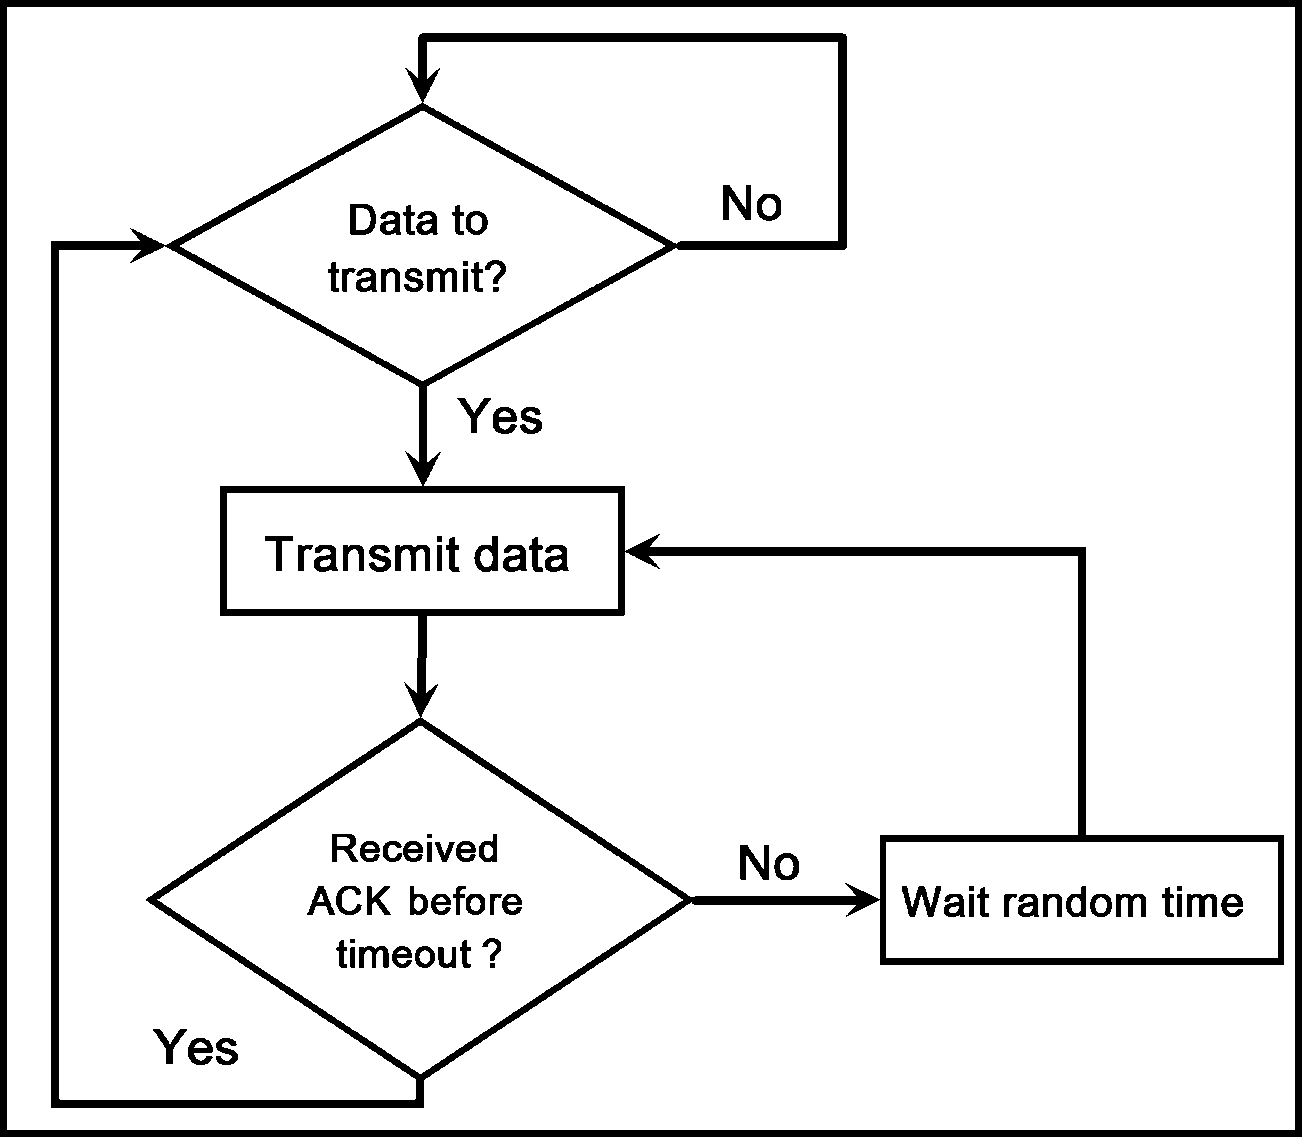 Data to
transmit?
No
Yes
Transmit data
Received
ACK before
timeout ?
No
Wait random time
Yes